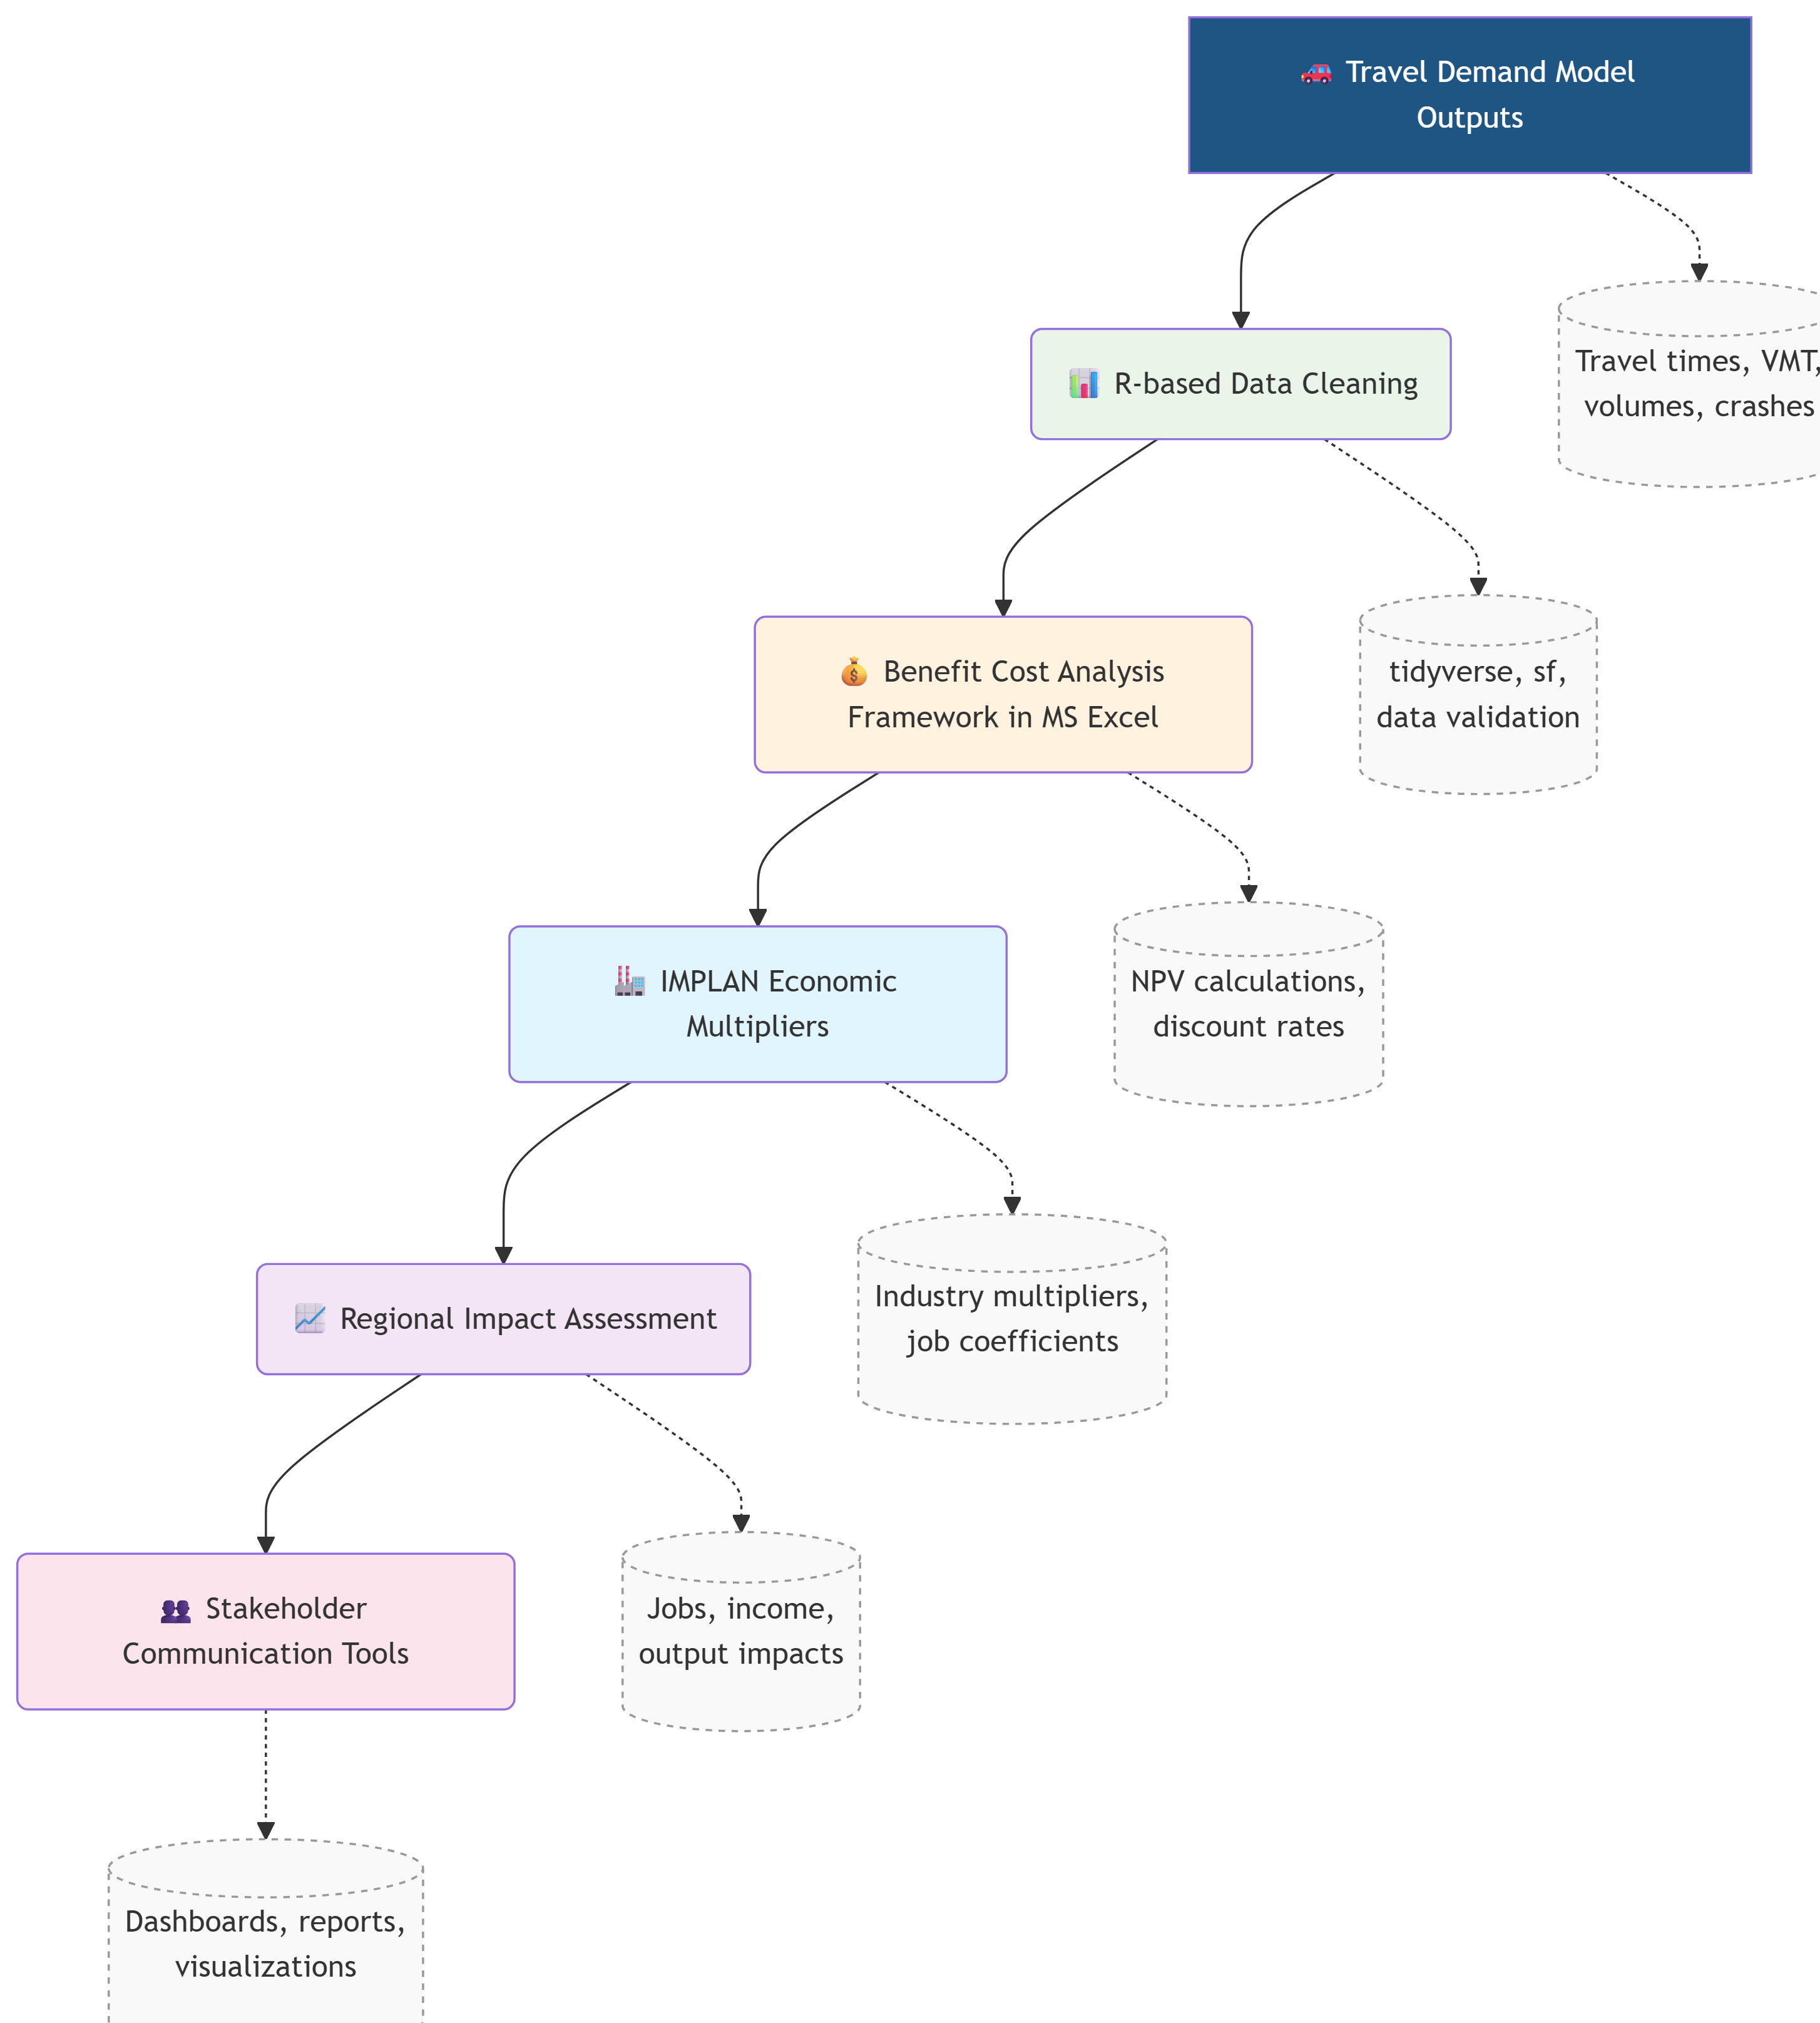 Travel Demand Model
Outputs
Travel times, VMT,
volumes, crashes
R-based Data Cleaning
tidyverse, sf,
data validation
Benefit Cost Analysis
Framework in MS Excel
NPV calculations,
discount rates
IMPLAN Economic
Multipliers
Industry multipliers,
job coefficients
Regional Impact Assessment
Jobs, income,
output impacts
Stakeholder
Communication Tools
Dashboards, reports,
visualizations